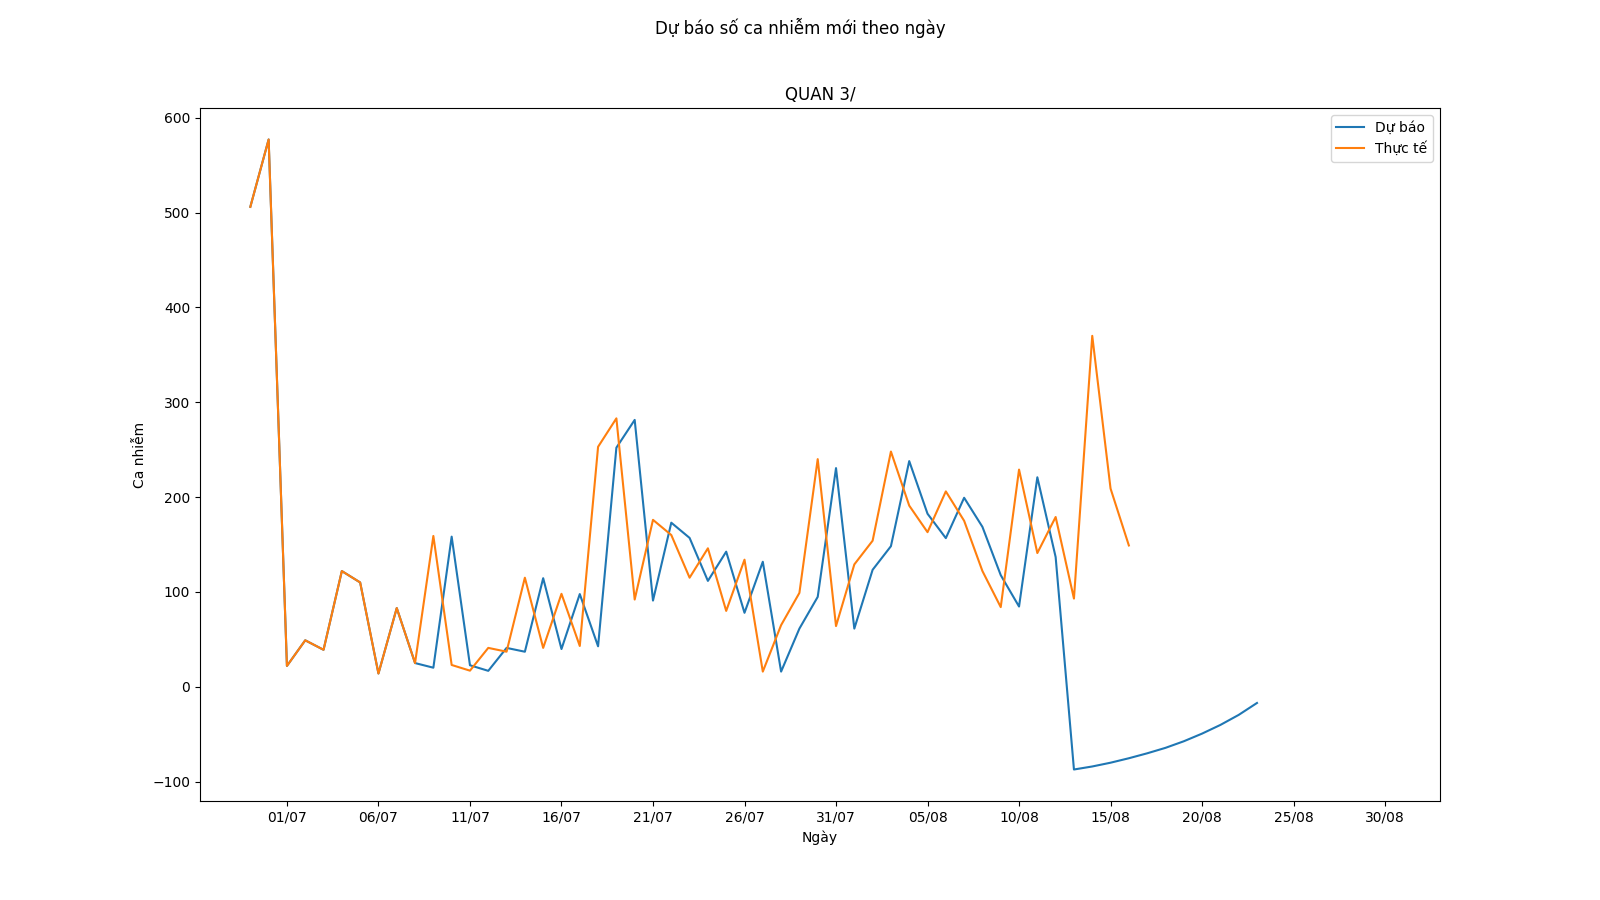 Dự báo số ca nhiễm mới theo ngày
QUAN 3/
600
500
400
300
200
100
0
−100
Ca nhiễm
Dự báo
Thực tế
01/07 06/07 11/07 16/07 21/07 26/07 31/07 05/08 10/08 15/08 20/08 25/08 30/08
Ngày